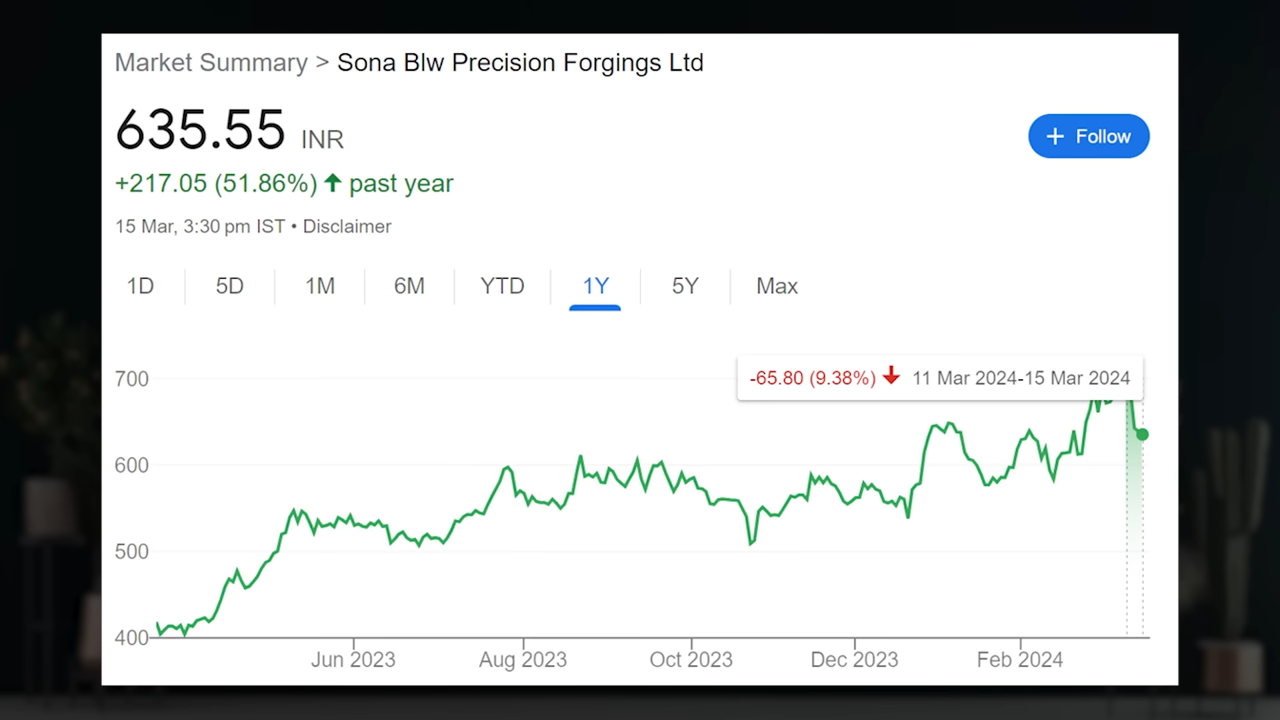 Market Summary > Sona Blw Precision Forgings Ltd
635.55 INR
+ Follow
+217.05 (51.86%) ↑ past year
15 Mar, 3:30 pm IST • Disclaimer
1D 5D 1M 6M YTD 1Y 5Y Max
-65.80 (9.38%) ↓ 11 Mar 2024-15 Mar 2024
700
600
500
400
Jun 2023 Aug 2023 Oct 2023 Dec 2023 Feb 2024